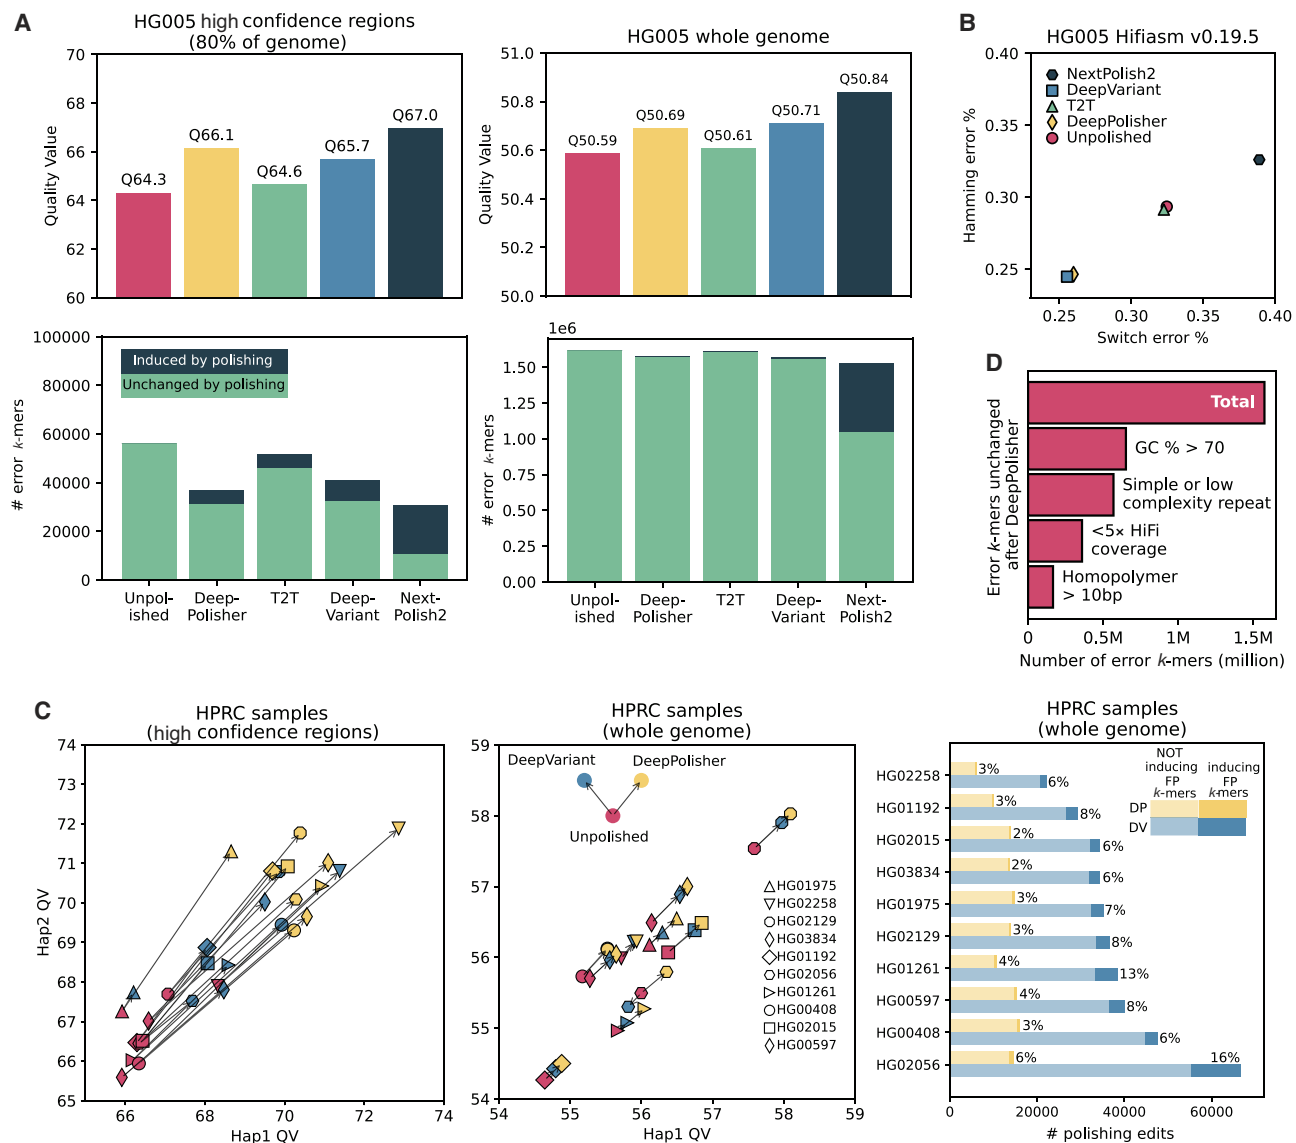 A
HG005 high confidence regions
(80% of genome)
70
68
66
64
62
60
Quality Value
Q64.3
Q66.1
Q64.6
Q65.7
Q67.0
HG005 whole genome
51.0
50.8
50.6
50.4
50.2
50.0
Quality Value
Q50.59
Q50.69
Q50.61
Q50.71
Q50.84
B
HG005 Hifiasm v0.19.5
0.40
0.35
0.30
0.25
Hamming error %
NextPolish2
DeepVariant
T2T
DeepPolisher
Unpolished
0.25
0.30
0.35
0.40
Switch error %
100000
80000
60000
40000
20000
0
# error k-mers
Induced by polishing
Unchanged by polishing
Unpol-
ished
Deep-
Polisher
T2T
Deep-
Variant
Next-
Polish2
1e6
1.50
1.25
1.00
0.75
0.50
0.25
0.00
# error k-mers
Unpol-
ished
Deep-
Polisher
T2T
Deep-
Variant
Next-
Polish2
D
Error k-mers unchanged
after DeepPolisher
Total
GC % > 70
Simple or low
complexity repeat
<5× HiFi
coverage
Homopolymer
> 10bp
0
0.5M
1M
1.5M
Number of error k-mers (million)
C
HPRC samples
(high confidence regions)
74
73
72
71
70
69
68
67
66
65
Hap2 QV
66
68
70
72
74
Hap1 QV
HPRC samples
(whole genome)
59
58
57
56
55
54
Hap2 QV
DeepVariant
DeepPolisher
Unpolished
HG01975
HG02258
HG02129
HG03834
HG01192
HG02056
HG01261
HG00408
HG02015
HG00597
54
55
56
57
58
59
Hap1 QV
HPRC samples
(whole genome)
NOT
inducing
FP
k-mers
inducing
FP
k-mers
DP
DV
HG02258
3%
6%
HG01192
3%
8%
HG02015
2%
6%
HG03834
2%
6%
HG01975
3%
7%
HG02129
3%
8%
HG01261
4%
13%
HG00597
4%
8%
HG00408
3%
6%
HG02056
6%
16%
0
20000
40000
60000
# polishing edits